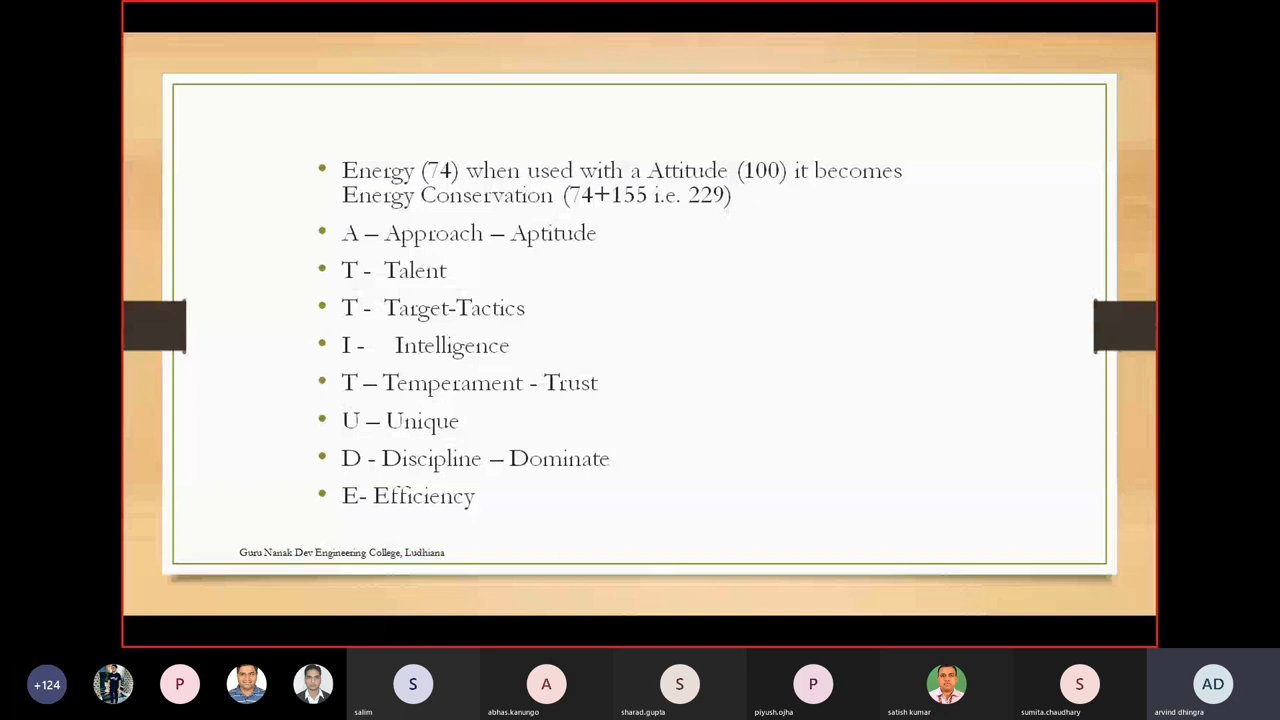 Energy (74) when used with a Attitude (100) it becomes
Energy Conservation (74+155 i.e. 229)
A – Approach – Aptitude
T - Talent
T - Target-Tactics
I - Intelligence
T – Temperament - Trust
U – Unique
D - Discipline – Dominate
E- Efficiency
Guru Nanak Dev Engineering College, Ludhiana
+124
P
S
A
S
P
S
AD
salim
abhas.kanungo
sharad.gupta
piyush.ojha
satish kumar
sumita.chaudhary
arvind dhingra